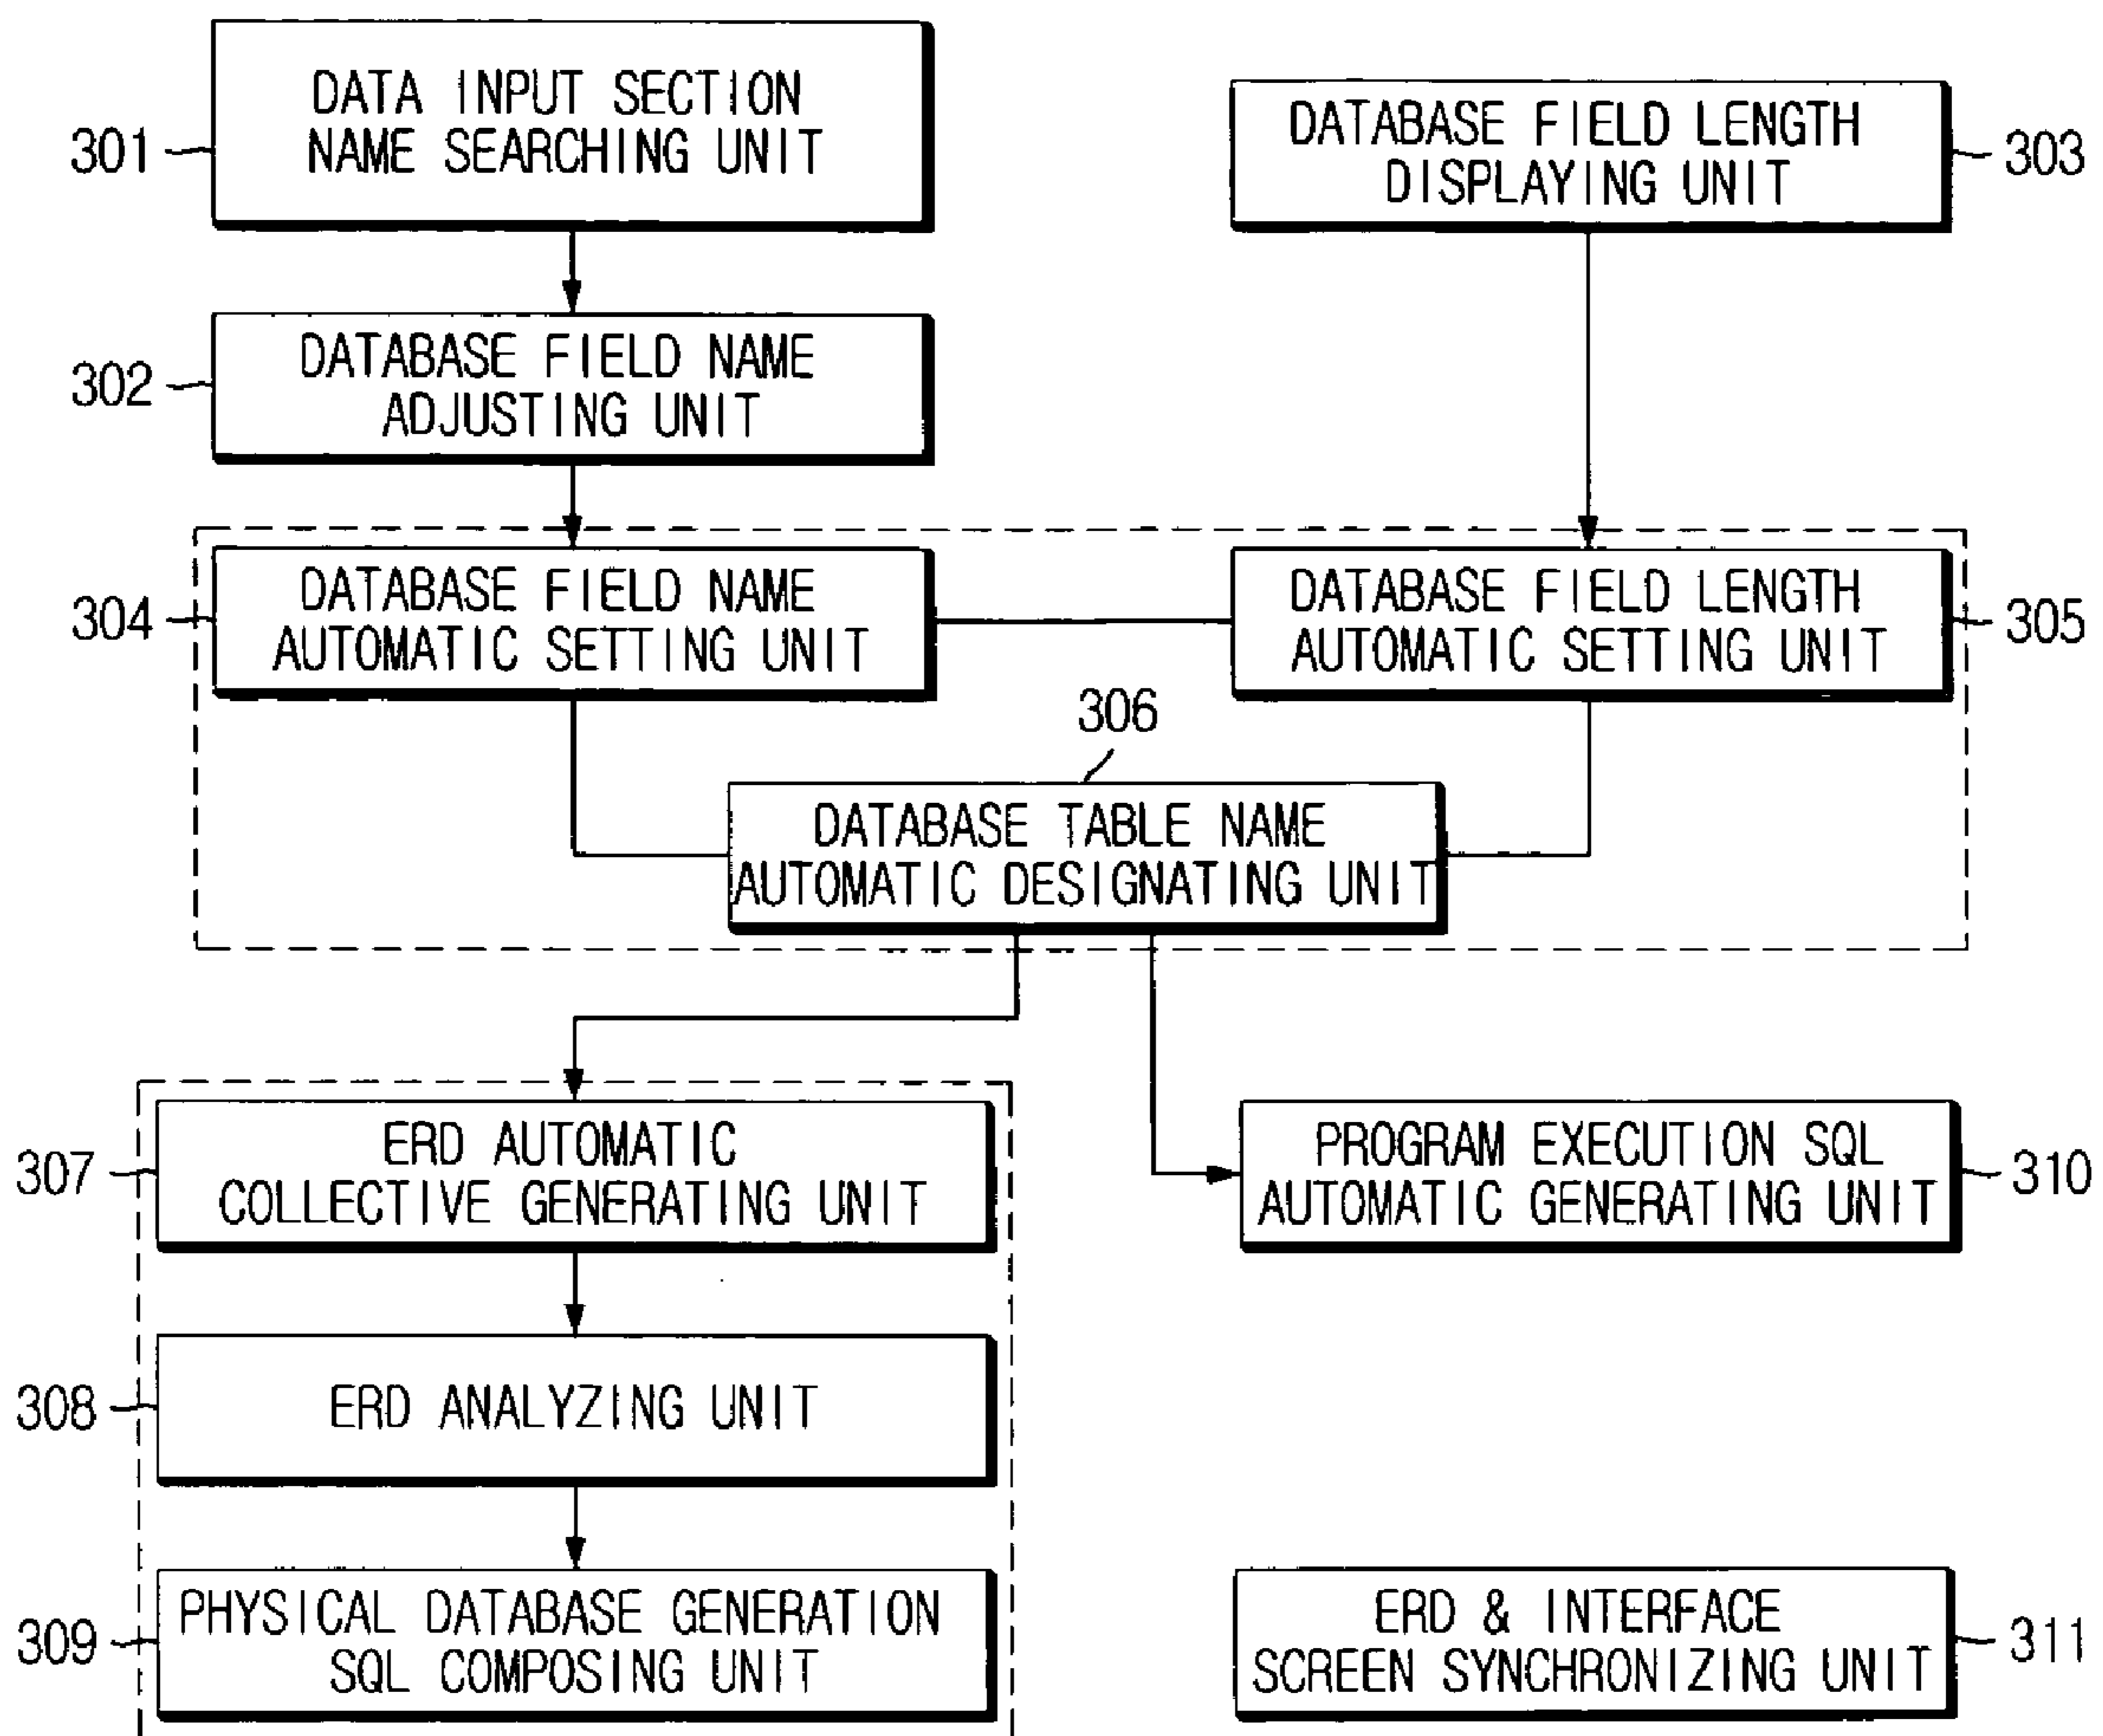 DATA INPUT SECTION
NAME SEARCHING UNIT
301
DATABASE FIELD LENGTH
DISPLAYING UNIT
303
DATABASE FIELD NAME
ADJUSTING UNIT
302
DATABASE FIELD NAME
AUTOMATIC SETTING UNIT
304
DATABASE FIELD LENGTH
AUTOMATIC SETTING UNIT
305
306
DATABASE TABLE NAME
AUTOMATIC DESIGNATING UNIT
ERD AUTOMATIC
COLLECTIVE GENERATING UNIT
307
PROGRAM EXECUTION SQL
AUTOMATIC GENERATING UNIT
310
308
ERD ANALYZING UNIT
PHYSICAL DATABASE GENERATION
SQL COMPOSING UNIT
309
ERD & INTERFACE
SCREEN SYNCHRONIZING UNIT
311